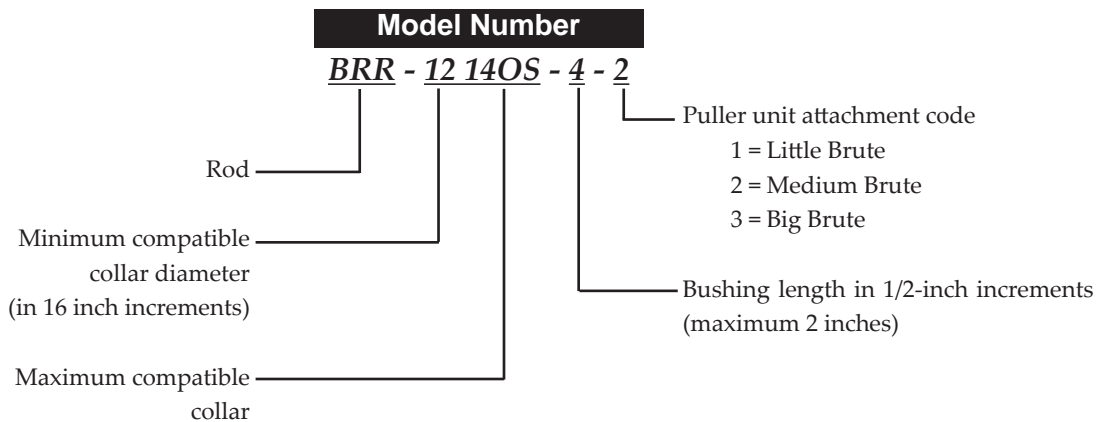 Model Number
BRR - 12 14OS - 4 - 2
Puller unit attachment code
1 = Little Brute
2 = Medium Brute
3 = Big Brute
Rod
Minimum compatible
collar diameter
(in 16 inch increments)
Bushing length in 1/2-inch increments
(maximum 2 inches)
Maximum compatible
collar